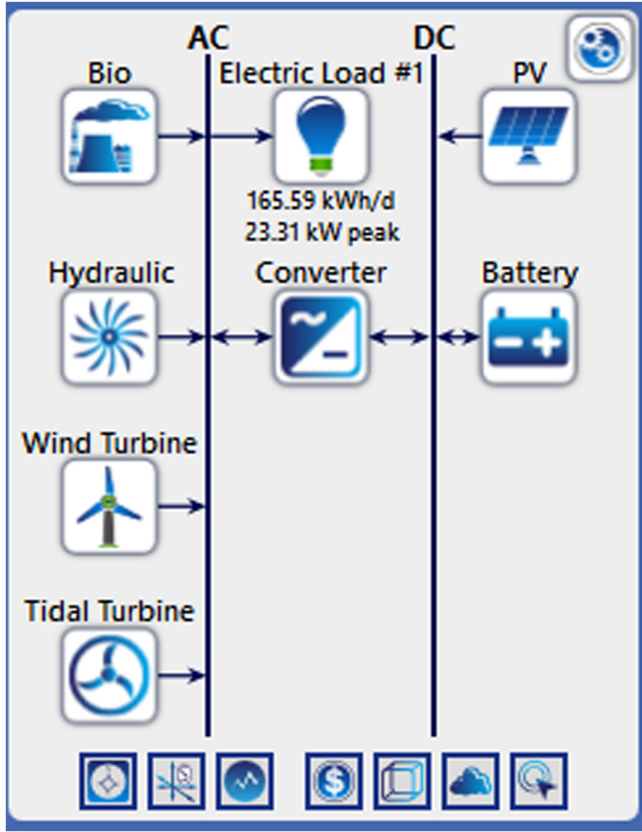 AC DC
Bio Electric Load #1 PV
165.59 kWh/d
23.31 kW peak
Hydraulic Converter Battery
Wind Turbine
Tidal Turbine